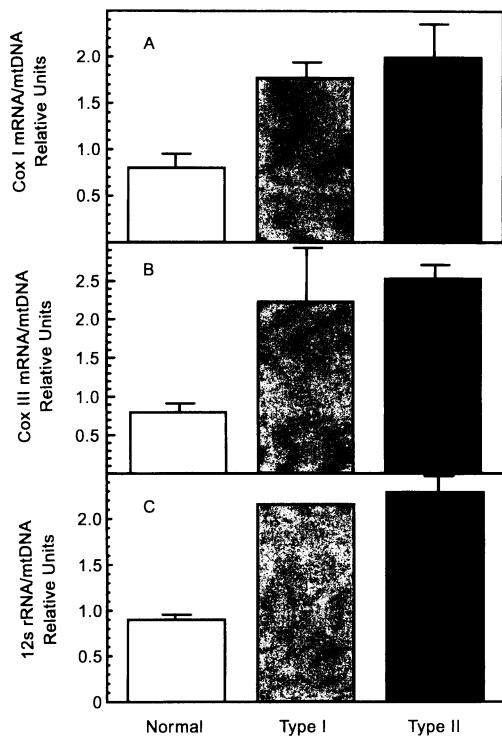 A
Cox I mRNA/mtDNA
Relative Units
2.0
1.5
1.0
0.5
B
Cox III mRNA/mtDNA
Relative Units
2.5
2.0
1.5
1.0
0.5
C
12s rRNA/mtDNA
Relative Units
2.0
1.5
1.0
0.5
0
Normal Type I Type II